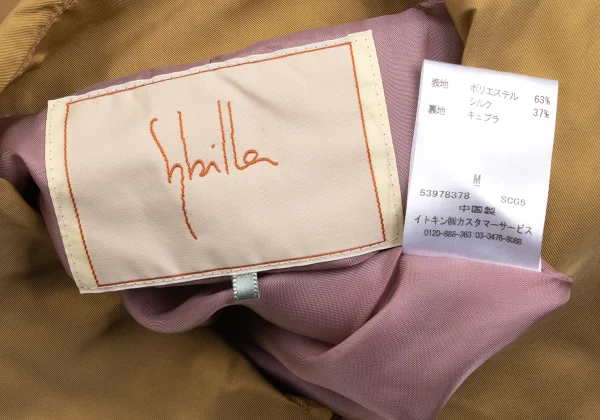 Sybilla
表地 ポリエステル 63%
シルク 37%
裏地 キュプラ
M
53978378 SCG5
中国製
イトキン㈱カスタマーサービス
0120-888-363 03-3478-8088